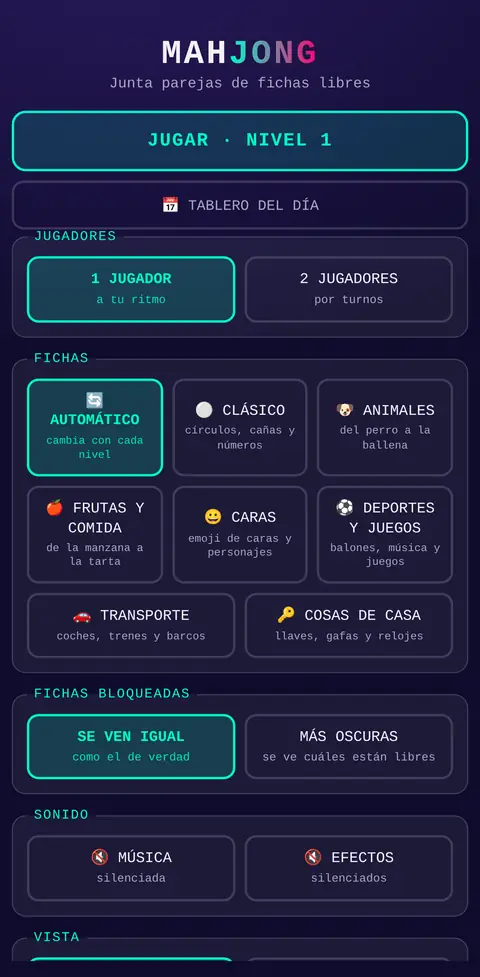 MAHJONG
Junta parejas de fichas libres
JUGAR · NIVEL 1
📅 TABLERO DEL DÍA
JUGADORES
1 JUGADOR
a tu ritmo
2 JUGADORES
por turnos
FICHAS
🔄
AUTOMÁTICO
cambia con cada
nivel
⚪ CLÁSICO
círculos, cañas y
números
🐶 ANIMALES
del perro a la
ballena
🍎 FRUTAS Y
COMIDA
de la manzana a
la tarta
😀 CARAS
emoji de caras y
personajes
⚽ DEPORTES
Y JUEGOS
balones, música y
juegos
🚗 TRANSPORTE
coches, trenes y barcos
🔑 COSAS DE CASA
llaves, gafas y relojes
FICHAS BLOQUEADAS
SE VEN IGUAL
como el de verdad
MÁS OSCURAS
se ve cuáles están libres
SONIDO
🔇 MÚSICA
silenciada
🔇 EFECTOS
silenciados
VISTA